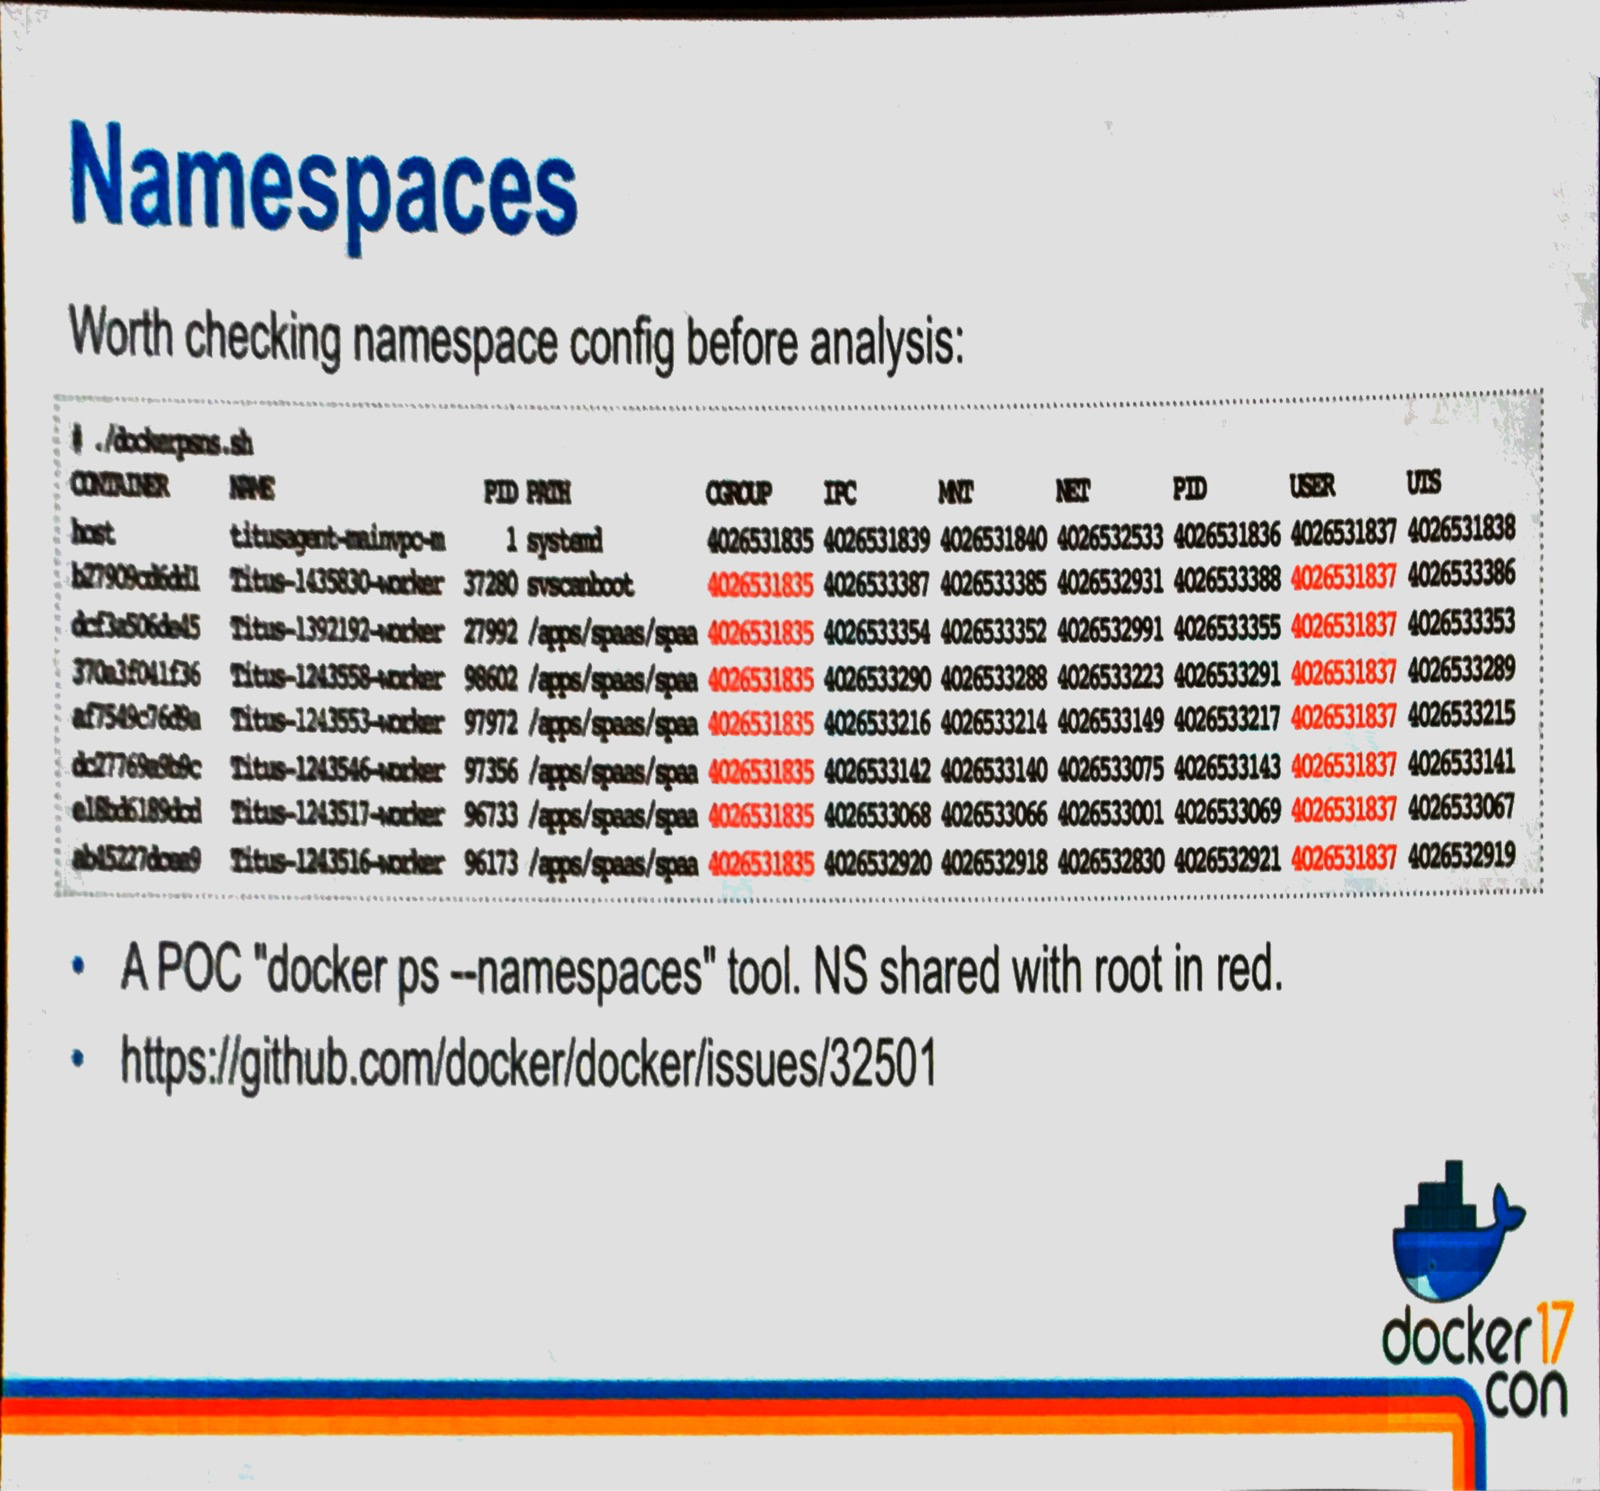 Namespaces
Worth checking namespace config before analysis:
# ./dockerpsns.sh
CONTAINER NAME PID PATH CGROUP IPC MNT NET PID USER UTS
host titusagent-mainvpc-m 1 systemd 4026531835 4026531839 4026531840 4026532533 4026531836 4026531837 4026531838
b27909cd6dd1 Titus-1435830-worker 37280 svscanboot 4026531835 4026533387 4026533385 4026532931 4026533388 4026531837 4026533386
dcf3a506de45 Titus-1392192-worker 27992 /apps/spaas/spaa 4026531835 4026533354 4026533352 4026532991 4026533355 4026531837 4026533353
370a3f041f36 Titus-1243558-worker 98602 /apps/spaas/spaa 4026531835 4026533290 4026533288 4026533223 4026533291 4026531837 4026533289
af7549c76d9a Titus-1243553-worker 97972 /apps/spaas/spaa 4026531835 4026533216 4026533214 4026533149 4026533217 4026531837 4026533215
dc27769a9b9c Titus-1243546-worker 97356 /apps/spaas/spaa 4026531835 4026533142 4026533140 4026533075 4026533143 4026531837 4026533141
e18bd6189dcd Titus-1243517-worker 96733 /apps/spaas/spaa 4026531835 4026533068 4026533066 4026533001 4026533069 4026531837 4026533067
ab45227dcea9 Titus-1243516-worker 96173 /apps/spaas/spaa 4026531835 4026532920 4026532918 4026532830 4026532921 4026531837 4026532919
• A POC "docker ps --namespaces" tool. NS shared with root in red.
• https://github.com/docker/docker/issues/32501
docker 17
con